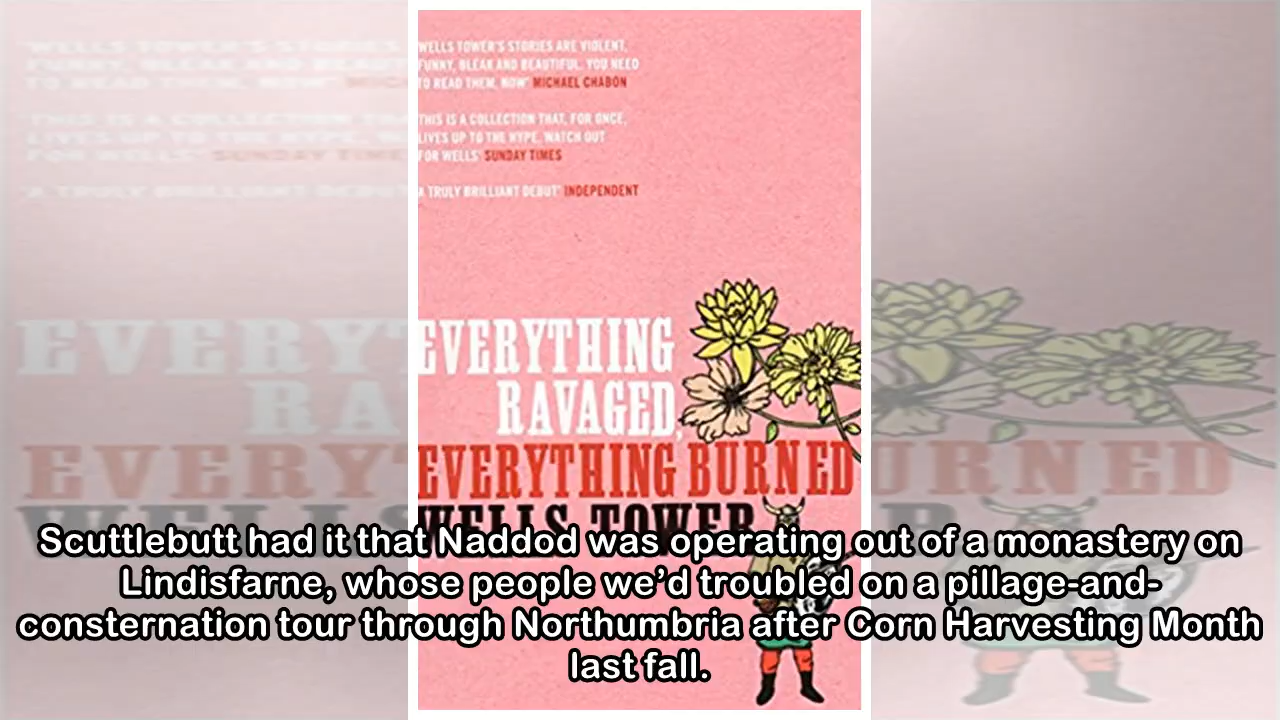 WELLS TOWER'S STORIES ARE VIOLENT,
FUNNY, BLEAK AND BEAUTIFUL. YOU NEED
TO READ THEM, NOW' MICHAEL CHABON
THIS IS A COLLECTION THAT, FOR ONCE,
LIVES UP TO THE HYPE. WATCH OUT
FOR WELLS' SUNDAY TIMES
A TRULY BRILLIANT DEBUT' INDEPENDENT
EVERYTHING
RAVAGED,
EVERYTHING BURNED
WELLS TOWER
Scuttlebutt had it that Naddod was operating out of a monastery on
Lindisfarne, whose people we’d troubled on a pillage-and-
consternation tour through Northumbria after Corn Harvesting Month
last fall.